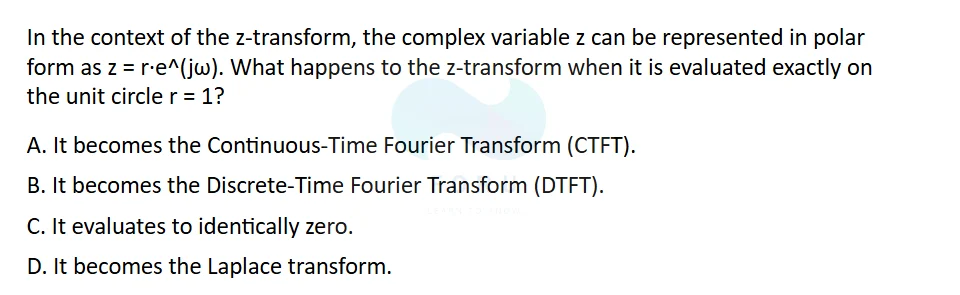 In the context of the z-transform, the complex variable z can be represented in polar
form as z = r·e^(jω). What happens to the z-transform when it is evaluated exactly on
the unit circle r = 1?
A. It becomes the Continuous-Time Fourier Transform (CTFT).
B. It becomes the Discrete-Time Fourier Transform (DTFT).
C. It evaluates to identically zero.
D. It becomes the Laplace transform.